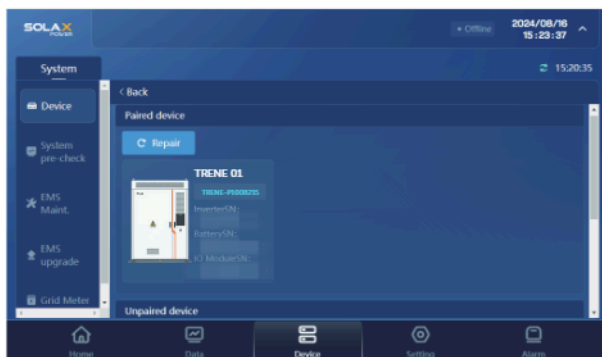 SOLAX
POWER
• Offline
2024/08/16
15:23:37
System
15:20:35
Device
System
pre-check
EMS
Maint.
EMS
upgrade
Grid Meter
< Back
Paired device
Repair
TRENE 01
InverterSN:
BatterySN:
IO ModuleSN:
Unpaired device
Home
Data
Device
Setting
Alarm